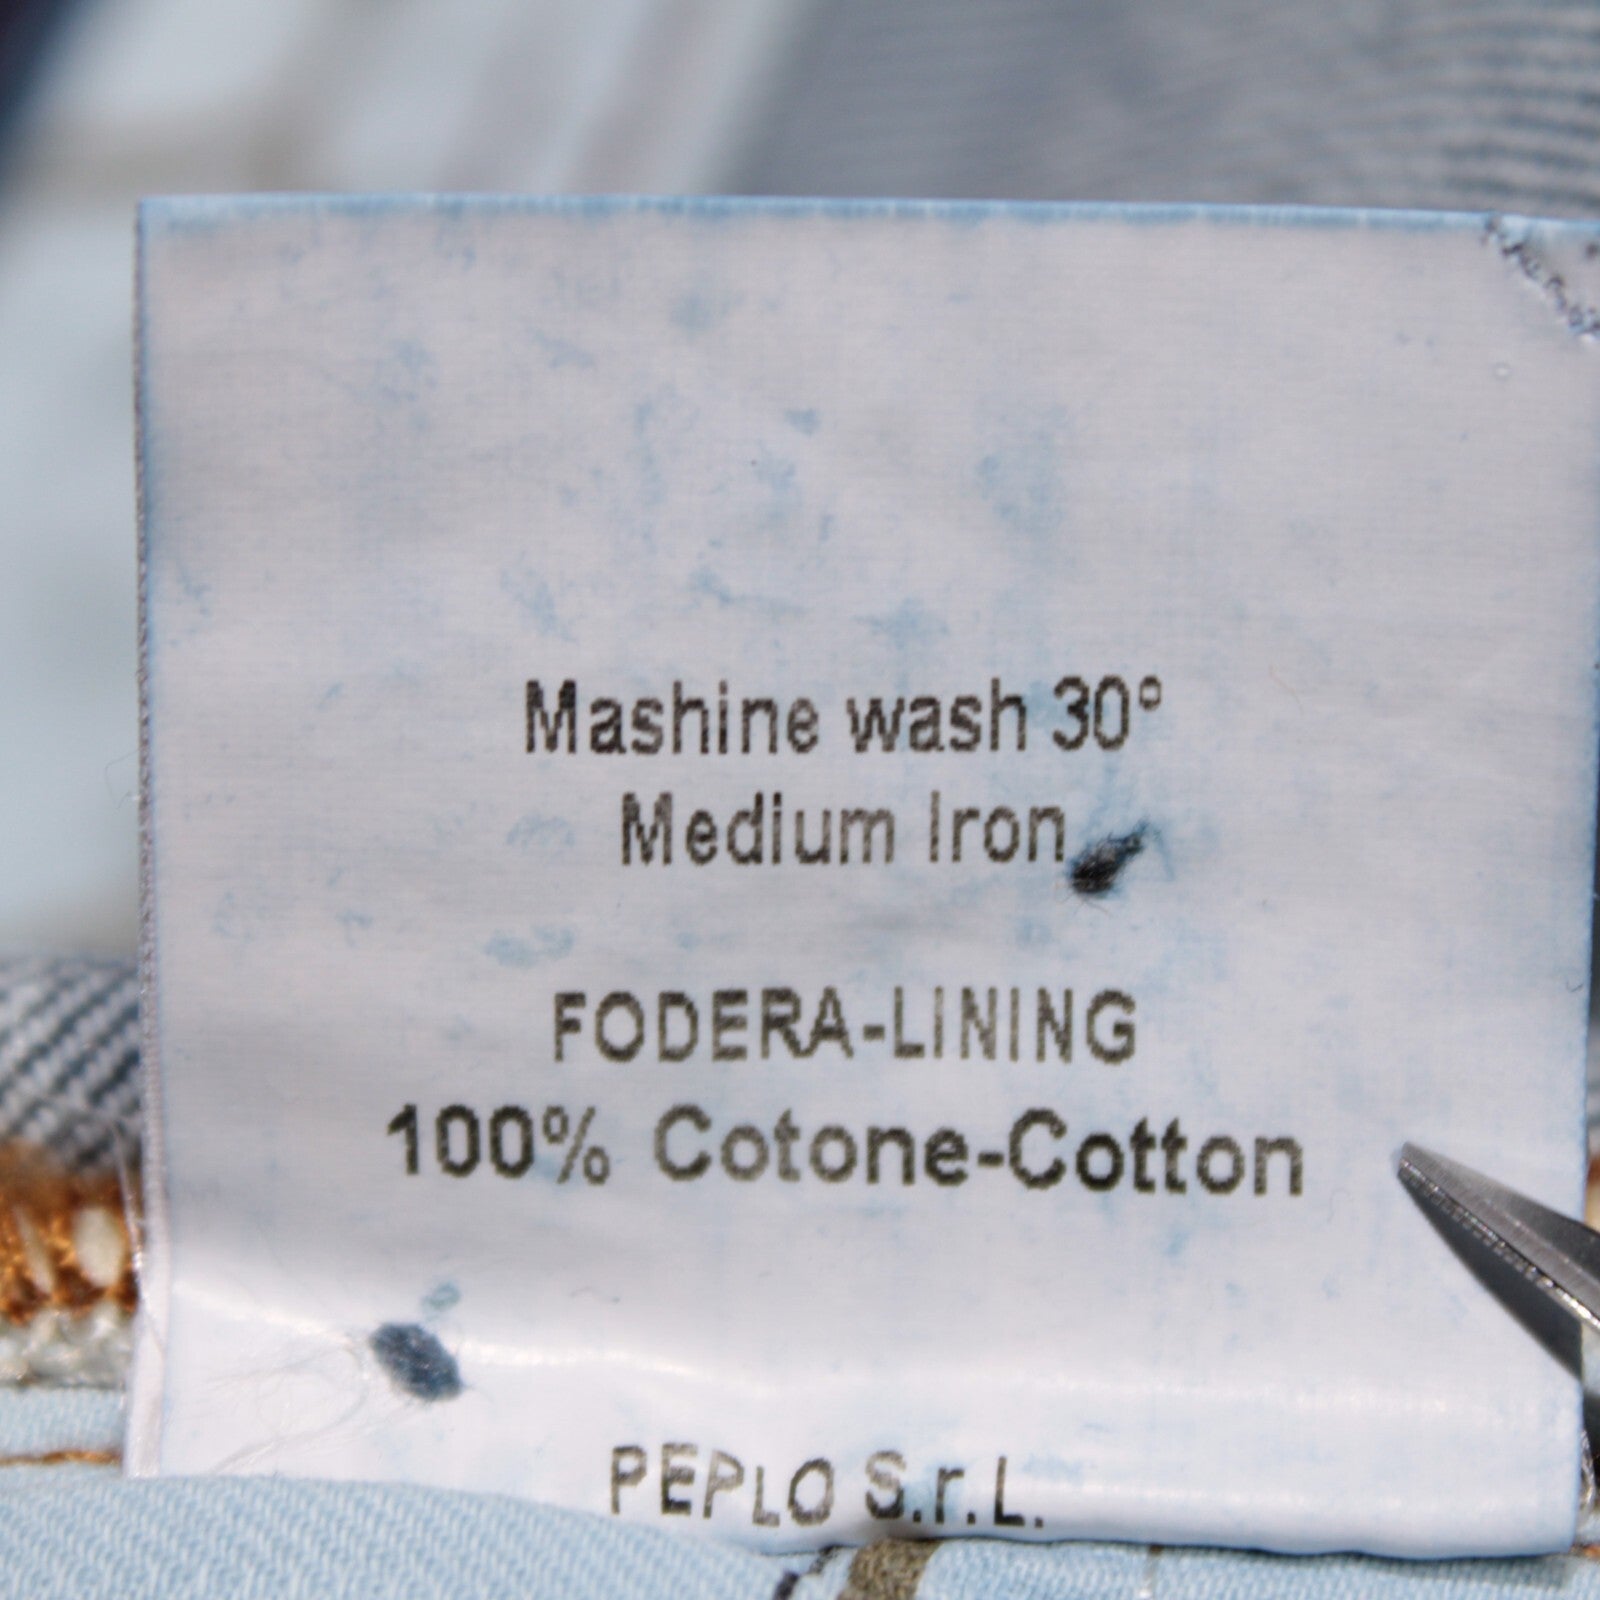 Mashine wash 30°
Medium Iron
FODERA-LINING
100% Cotone-Cotton
PEPLO S.r.L.